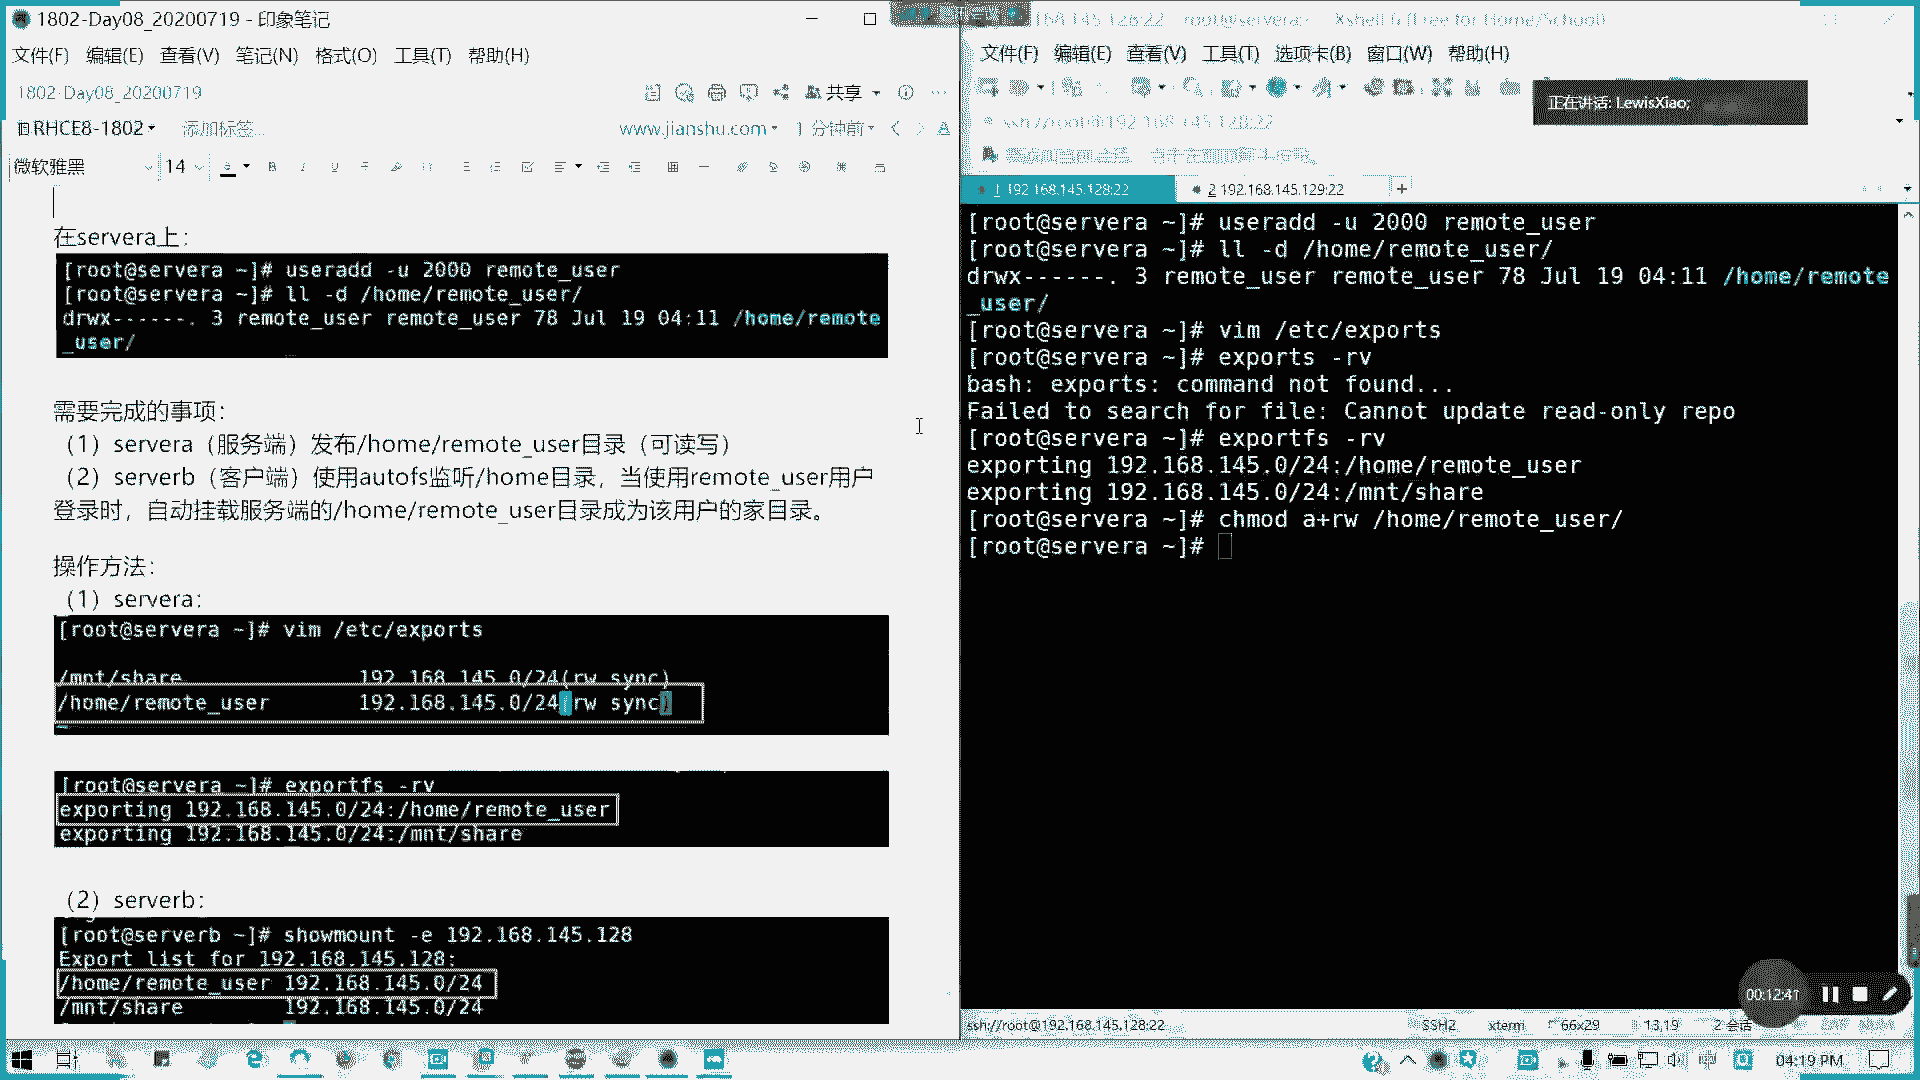 1802-Day08_20200719 - 印象笔记
文件(F) 编辑(E) 查看(V) 笔记(N) 格式(O) 工具(T) 帮助(H)
1802-Day08_20200719
共享
RHCE8-1802
添加标签...
www.jianshu.com
1 分钟前
微软雅黑
14
在servera上:
[root@servera ~]# useradd -u 2000 remote_user
[root@servera ~]# ll -d /home/remote_user/
drwx------. 3 remote_user remote_user 78 Jul 19 04:11 /home/remote
_user/
需要完成的事项:
（1）servera（服务端）发布/home/remote_user目录（可读写）
（2）serverb（客户端）使用autofs监听/home目录，当使用remote_user用户
登录时，自动挂载服务端的/home/remote_user目录成为该用户的家目录。
操作方法:
（1）servera:
[root@servera ~]# vim /etc/exports
/mnt/share 192.168.145.0/24(rw sync)
/home/remote_user 192.168.145.0/24(rw sync)
[root@servera ~]# exportfs -rv
exporting 192.168.145.0/24:/home/remote_user
exporting 192.168.145.0/24:/mnt/share
（2）serverb:
[root@serverb ~]# showmount -e 192.168.145.128
Export list for 192.168.145.128:
/home/remote_user 192.168.145.0/24
/mnt/share 192.168.145.0/24
168.145.128:22 - root@servera:~ - Xshell 6 (Free for Home/School)
文件(F) 编辑(E) 查看(V) 工具(T) 选项卡(B) 窗口(W) 帮助(H)
正在讲话: LewisXiao;
ssh://root@192.168.145.128:22
1 192.168.145.128:22
2 192.168.145.129:22
[root@servera ~]# useradd -u 2000 remote_user
[root@servera ~]# ll -d /home/remote_user/
drwx------. 3 remote_user remote_user 78 Jul 19 04:11 /home/remote
_user/
[root@servera ~]# vim /etc/exports
[root@servera ~]# exports -rv
bash: exports: command not found...
Failed to search for file: Cannot update read-only repo
[root@servera ~]# exportfs -rv
exporting 192.168.145.0/24:/home/remote_user
exporting 192.168.145.0/24:/mnt/share
[root@servera ~]# chmod a+rw /home/remote_user/
[root@servera ~]#
00:12:41
ssh://root@192.168.145.128:22
SSH2
xterm
66x29
13,19
2 会话
04:19 PM